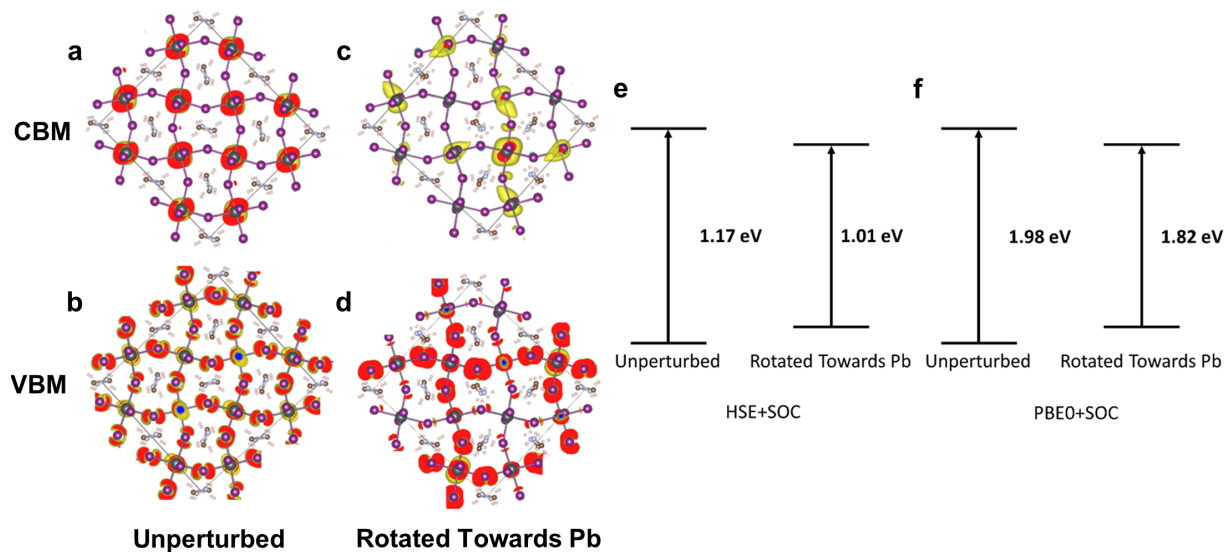 a
c
CBM
b
d
VBM
Unperturbed
Rotated Towards Pb
e
f
1.17 eV
1.01 eV
1.98 eV
1.82 eV
Unperturbed
Rotated Towards Pb
Unperturbed
Rotated Towards Pb
HSE+SOC
PBE0+SOC